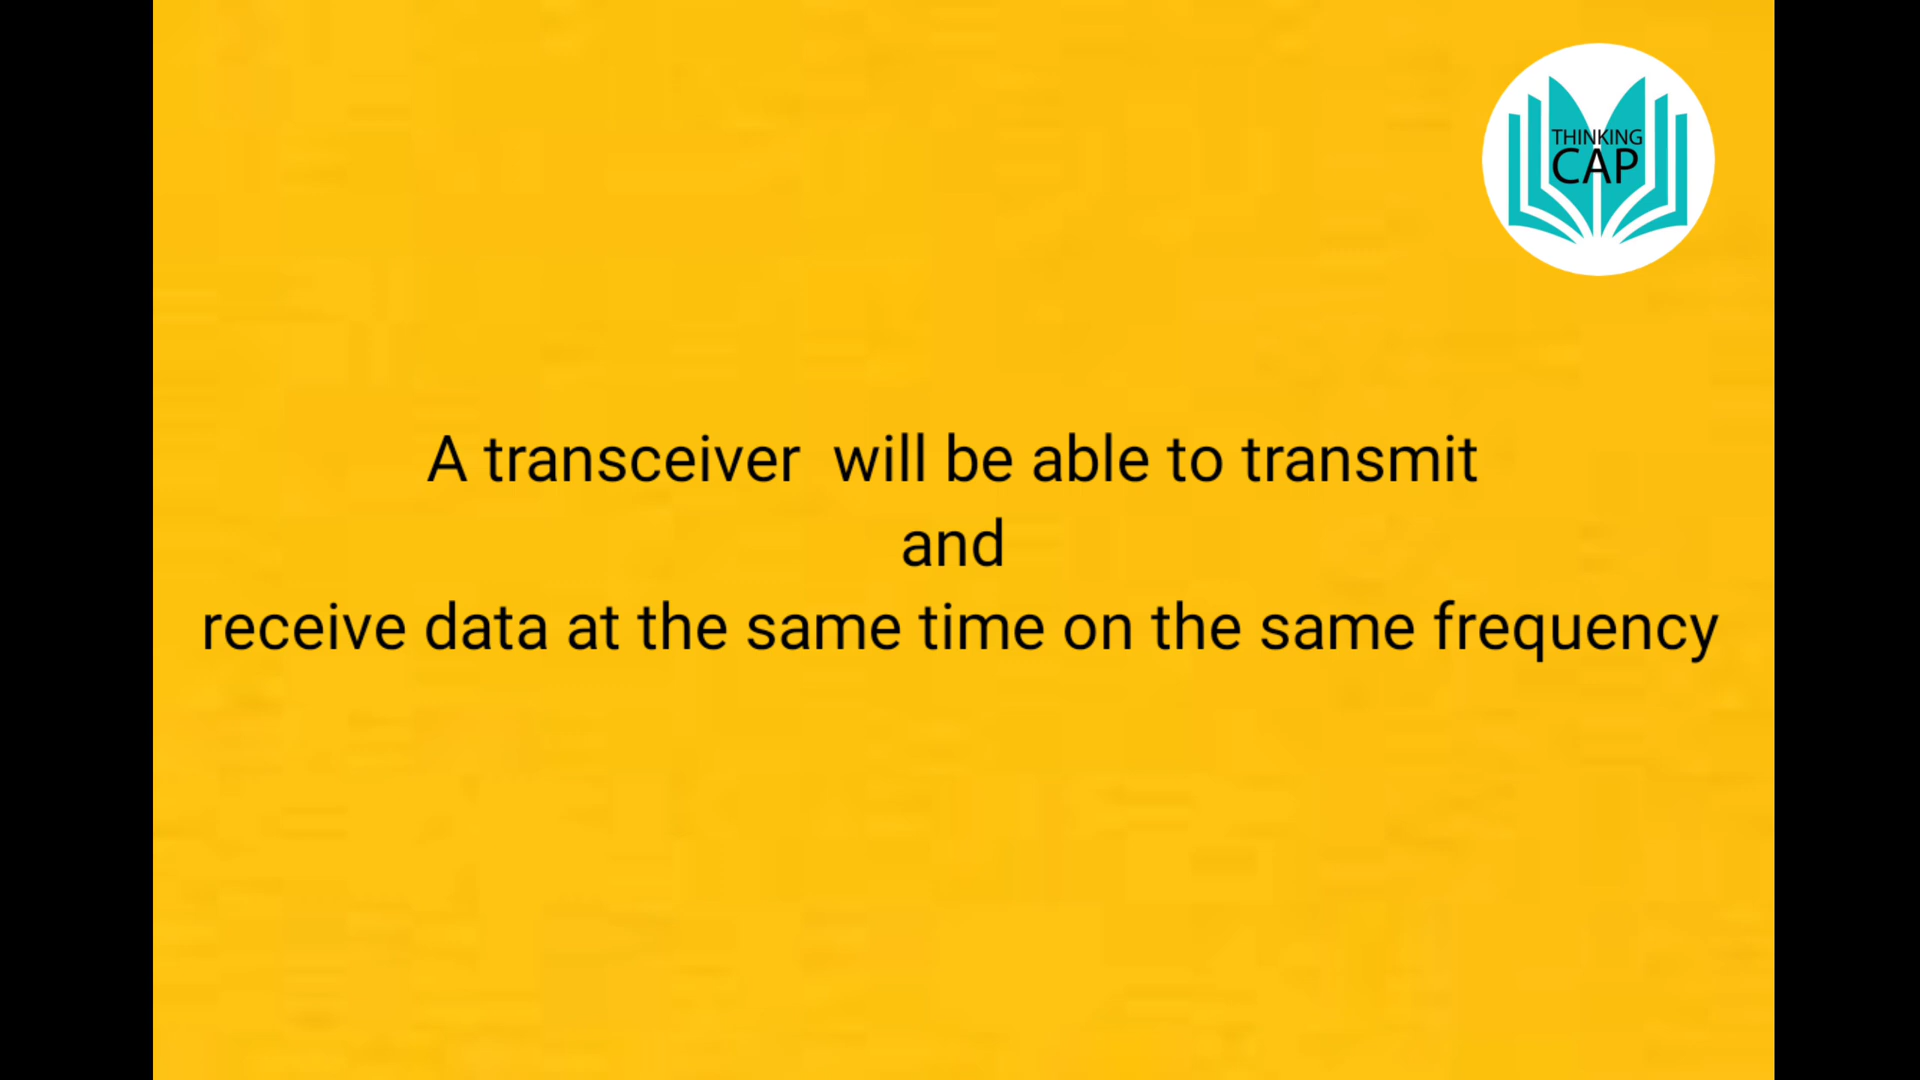 THINKING
CAP
A transceiver will be able to transmit
and
receive data at the same time on the same frequency